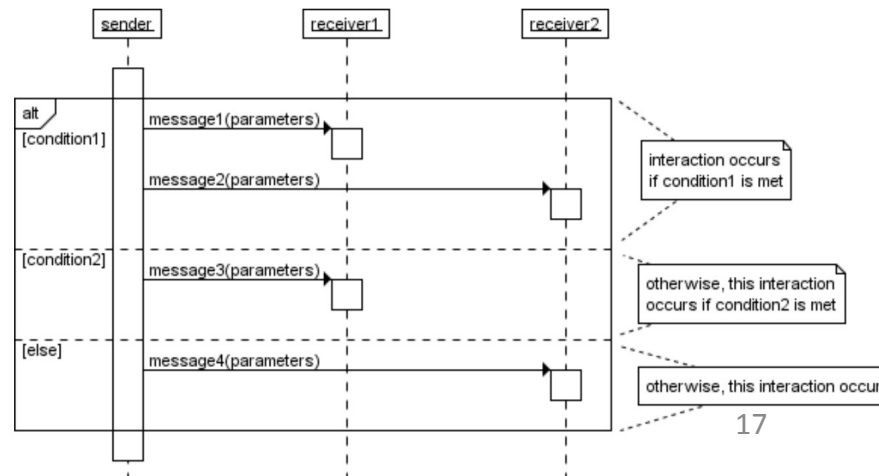 sender
receiver1
receiver2
alt
[condition1]
message1(parameters)
message2(parameters)
interaction occurs
if condition1 is met
[condition2]
message3(parameters)
otherwise, this interaction
occurs if condition2 is met
[else]
message4(parameters)
otherwise, this interaction occur
17